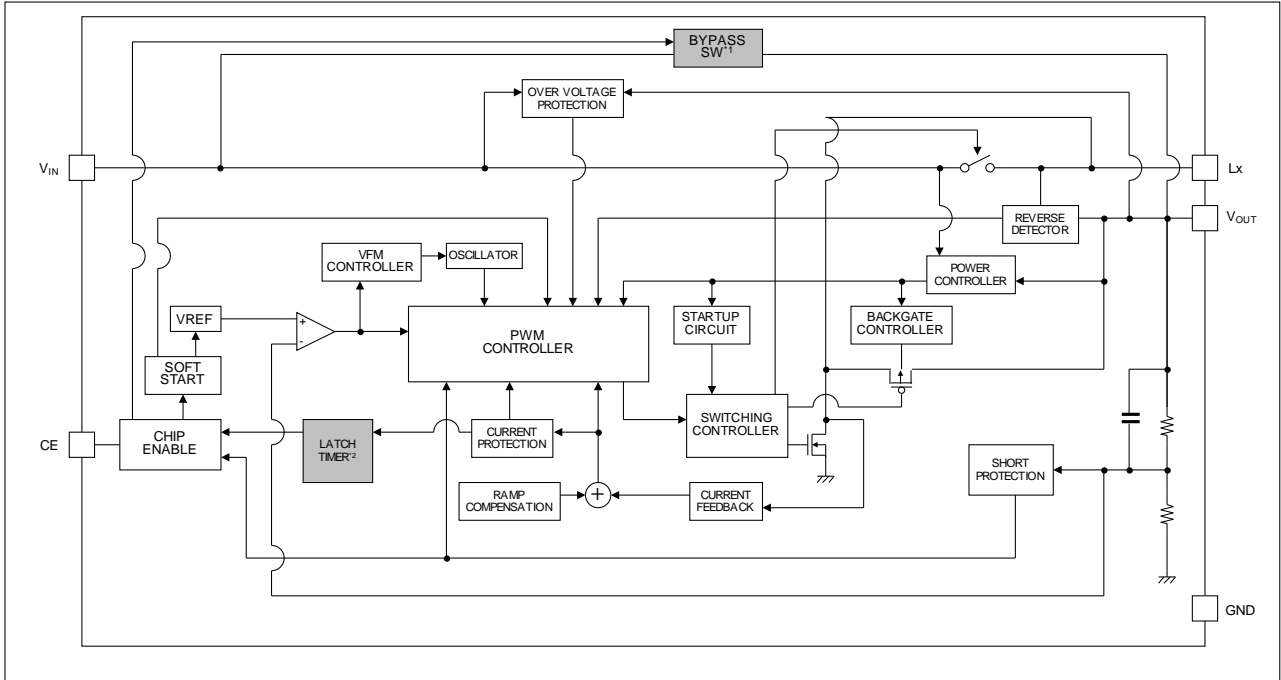 BYPASS
SW*1
OVER VOLTAGE
PROTECTION
VIN
Lx
REVERSE
DETECTOR
VOUT
VFM
CONTROLLER
OSCILLATOR
POWER
CONTROLLER
VREF
+
-
PWM
CONTROLLER
STARTUP
CIRCUIT
BACKGATE
CONTROLLER
SOFT
START
SWITCHING
CONTROLLER
CE
CHIP
ENABLE
LATCH
TIMER*2
CURRENT
PROTECTION
SHORT
PROTECTION
RAMP
COMPENSATION
+
CURRENT
FEEDBACK
GND